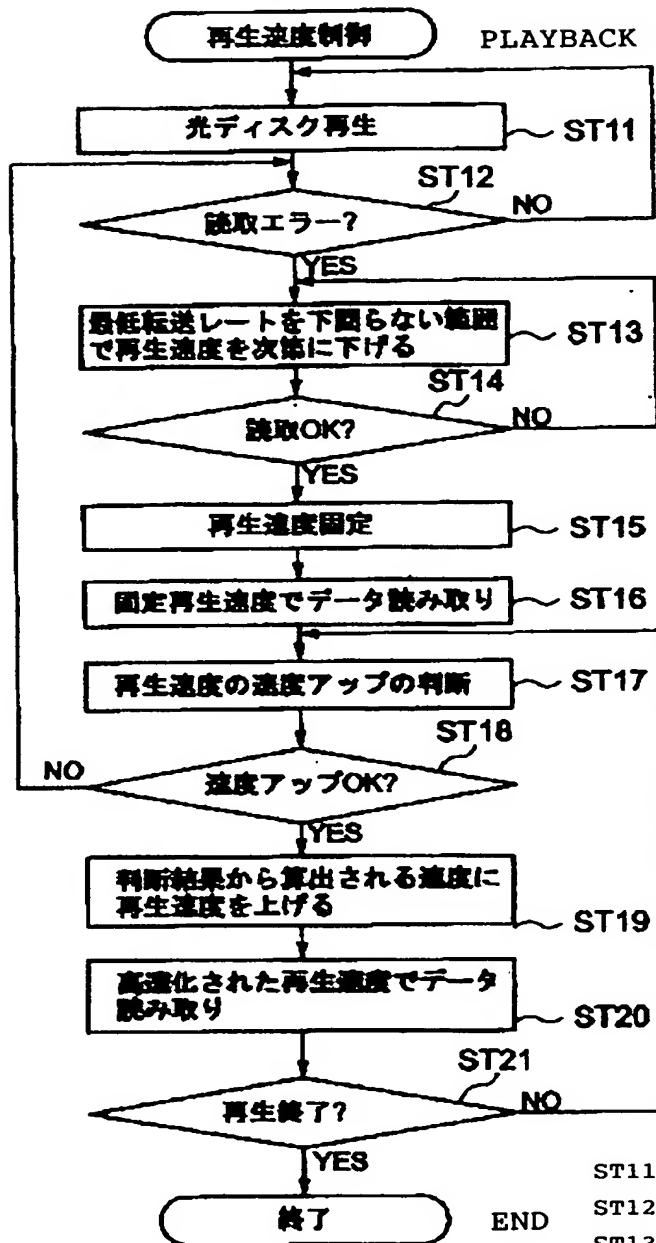 再生速度制御 PLAYBACK
光ディスク再生
ST11
ST12
読取エラー?
NO
YES
最低転送レートを下回らない範囲
で再生速度を次第に下げる
ST13
ST14
読取OK?
NO
YES
再生速度固定
ST15
固定再生速度でデータ読み取り
ST16
再生速度の速度アップの判断
ST17
ST18
NO
速度アップOK?
YES
判断結果から算出される速度に
再生速度を上げる
ST19
高速化された再生速度でデータ
読み取り
ST20
ST21
再生終了?
NO
YES
終了 END
ST11
ST12
ST13